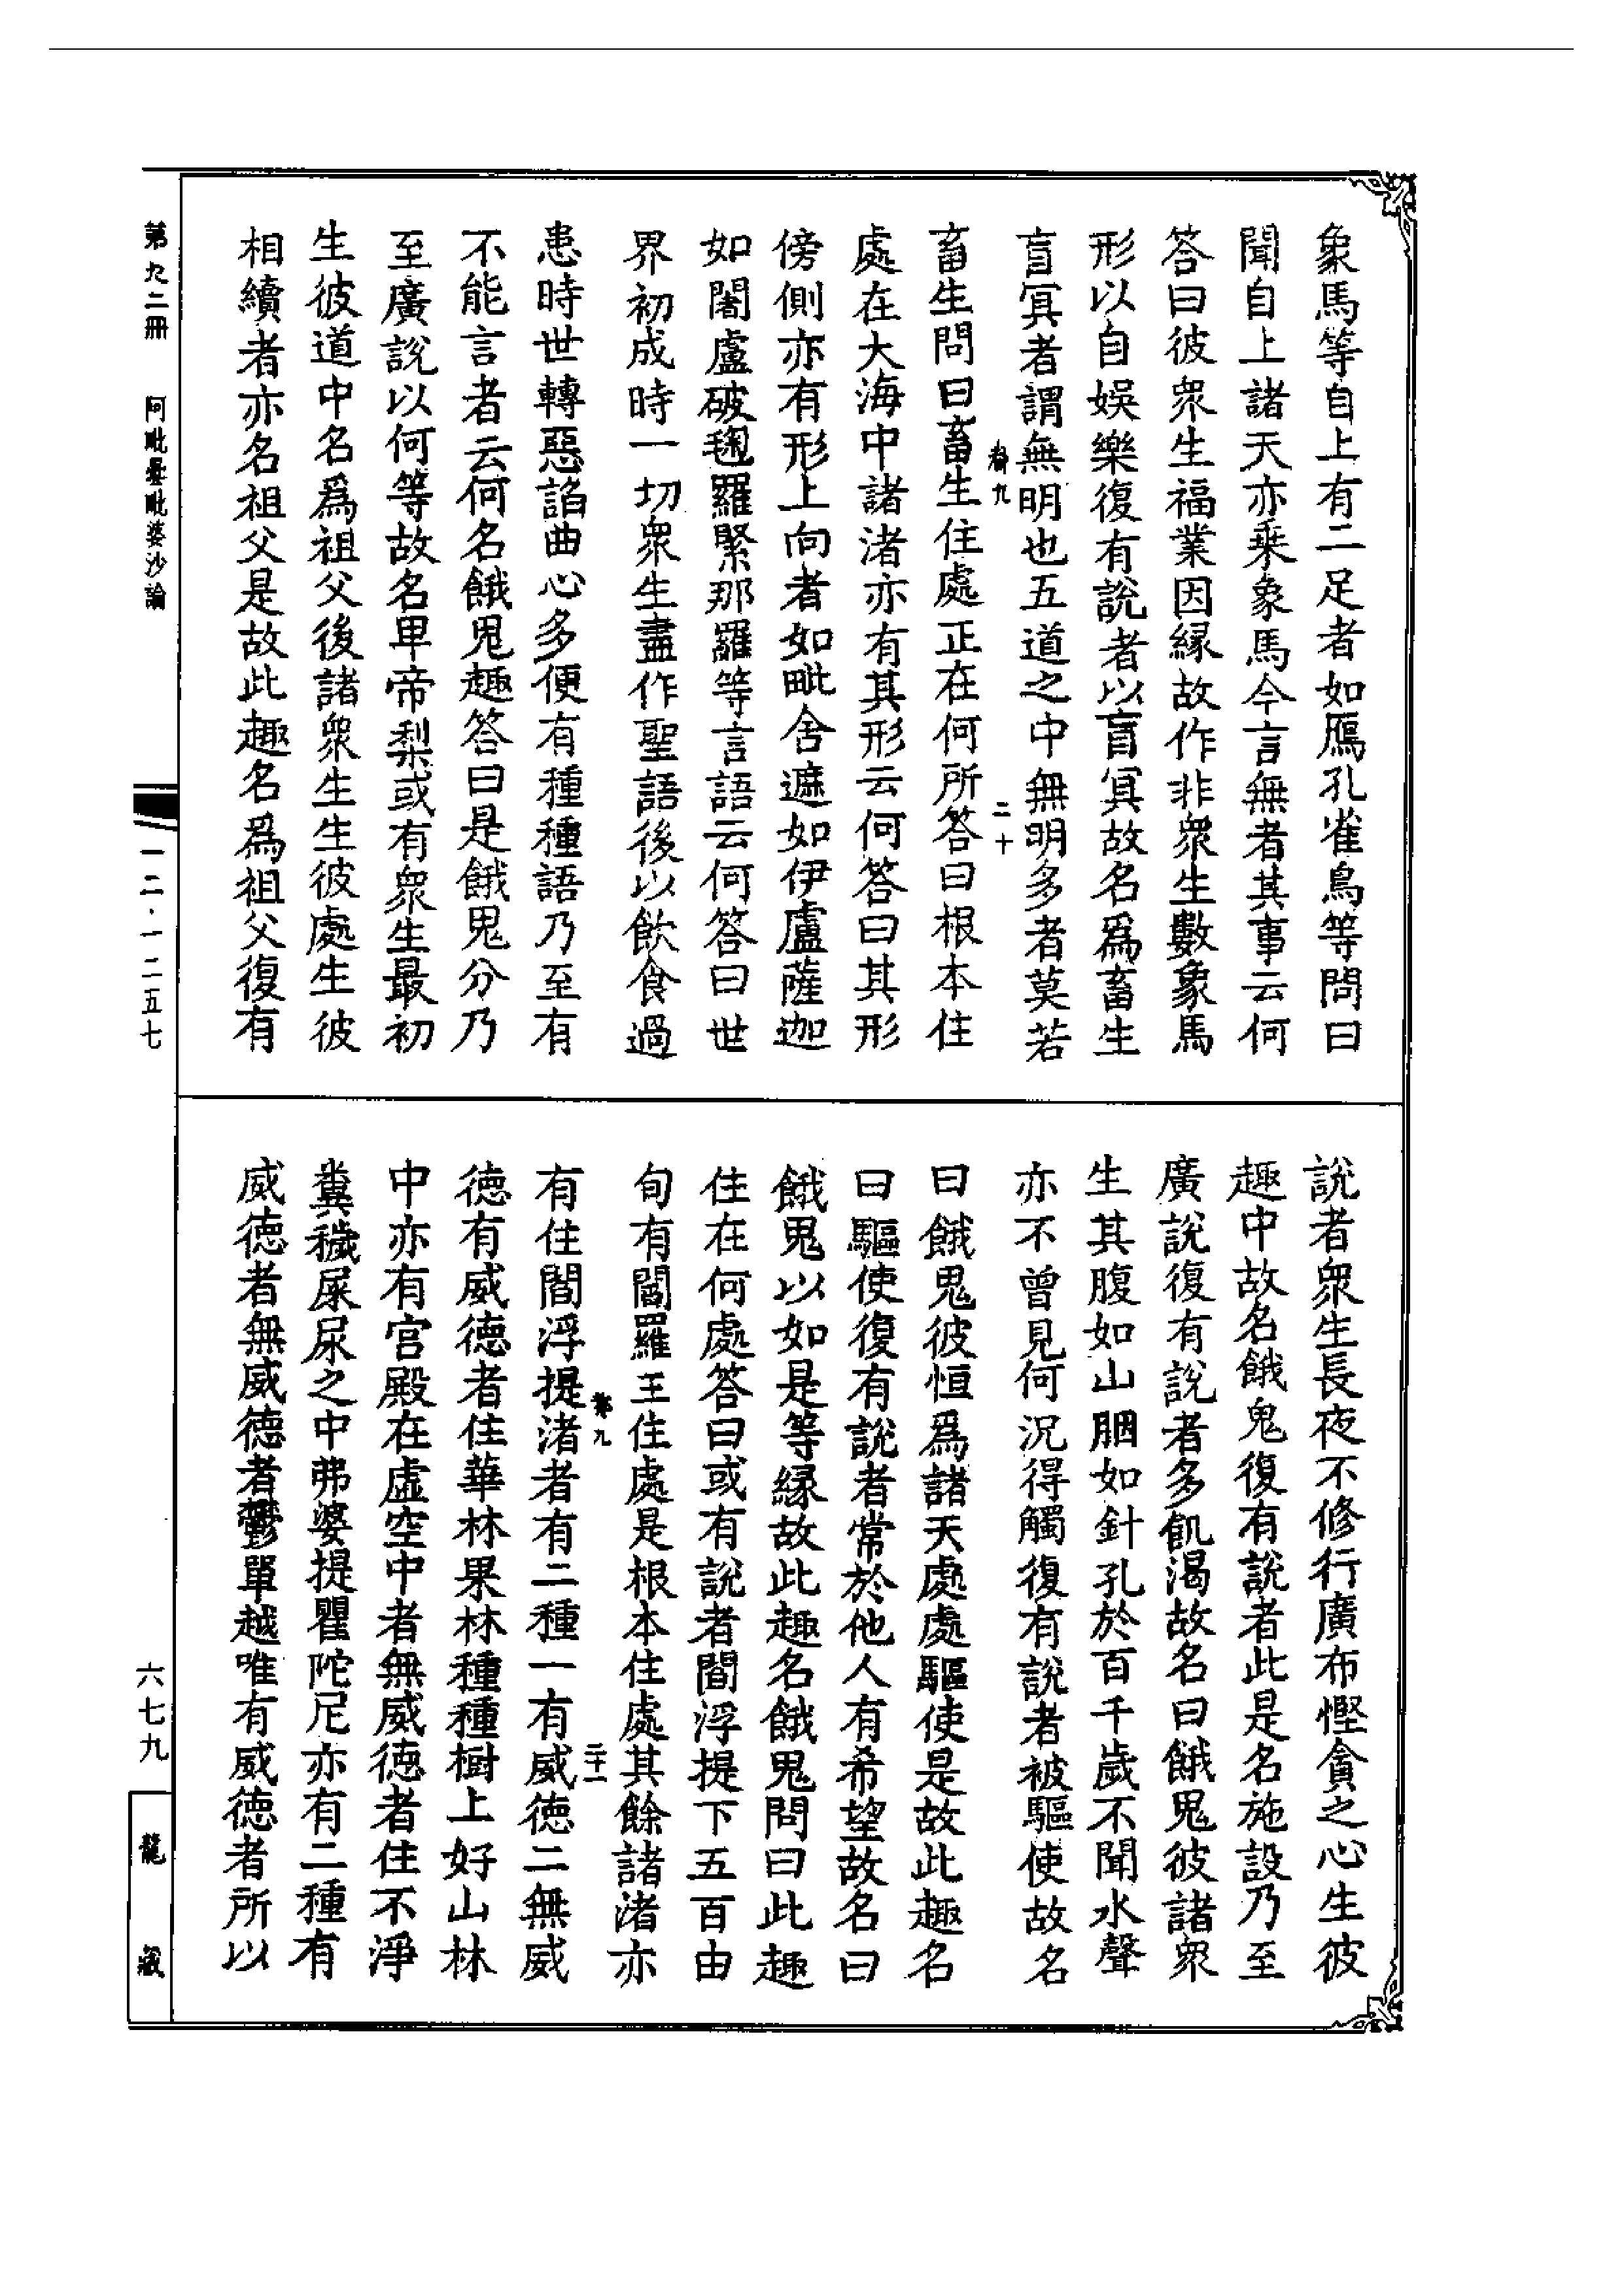 象馬等自上有二足者如鴈孔雀鳥等問曰
聞自上諸天亦乘象馬今言無者其事云何
答曰彼衆生福業因緣故作非衆生數象馬
形以自娛樂復有說者以盲冥故名爲畜生
盲冥者謂無明也五道之中無明多者莫若
畜生問曰畜生住處正在何所答曰根本住
處在大海中諸渚亦有其形云何答曰其形
傍側亦有形上向者如毗舍遮如伊盧薩迦
如闍盧破毱羅緊那羅等言語云何答曰世
界初成時一切衆生盡作聖語後以飲食過
患時世轉惡諂曲心多便有種種語乃至有
不能言者云何名餓鬼趣答曰是餓鬼分乃
至廣說以何等故名畀帝梨或有衆生最初
生彼道中名爲祖父後諸衆生生彼處生彼
相續者亦名祖父是故此趣名爲祖父復有
說者衆生長夜不修行廣布慳貪之心生彼
趣中故名餓鬼復有說者此是名施設乃至
廣說復有說者多飢渴故名曰餓鬼彼諸衆
生其腹如山胭如針孔於百千歲不聞水聲
亦不曾見何況得觸復有說者被驅使故名
曰餓鬼彼恒爲諸天處處驅使是故此趣名
曰驅使復有說者常於他人有希望故名曰
餓鬼以如是等緣故此趣名餓鬼問曰此趣
住在何處答曰或有說者閻浮提下五百由
旬有閻羅王住處是根本住處其餘諸渚亦
有住閻浮提渚者有二種一有威德二無威
德有威德者住華林果林種種樹上好山林
中亦有宮殿在虛空中者無威德者住不淨
糞穢屎尿之中弗婆提瞿陀尼亦有二種有
威德者無威德者鬱單越唯有威德者所以
第九二冊 阿毗曇毗婆沙論
一二·一二五七
六七九
龍藏
二十
二十一